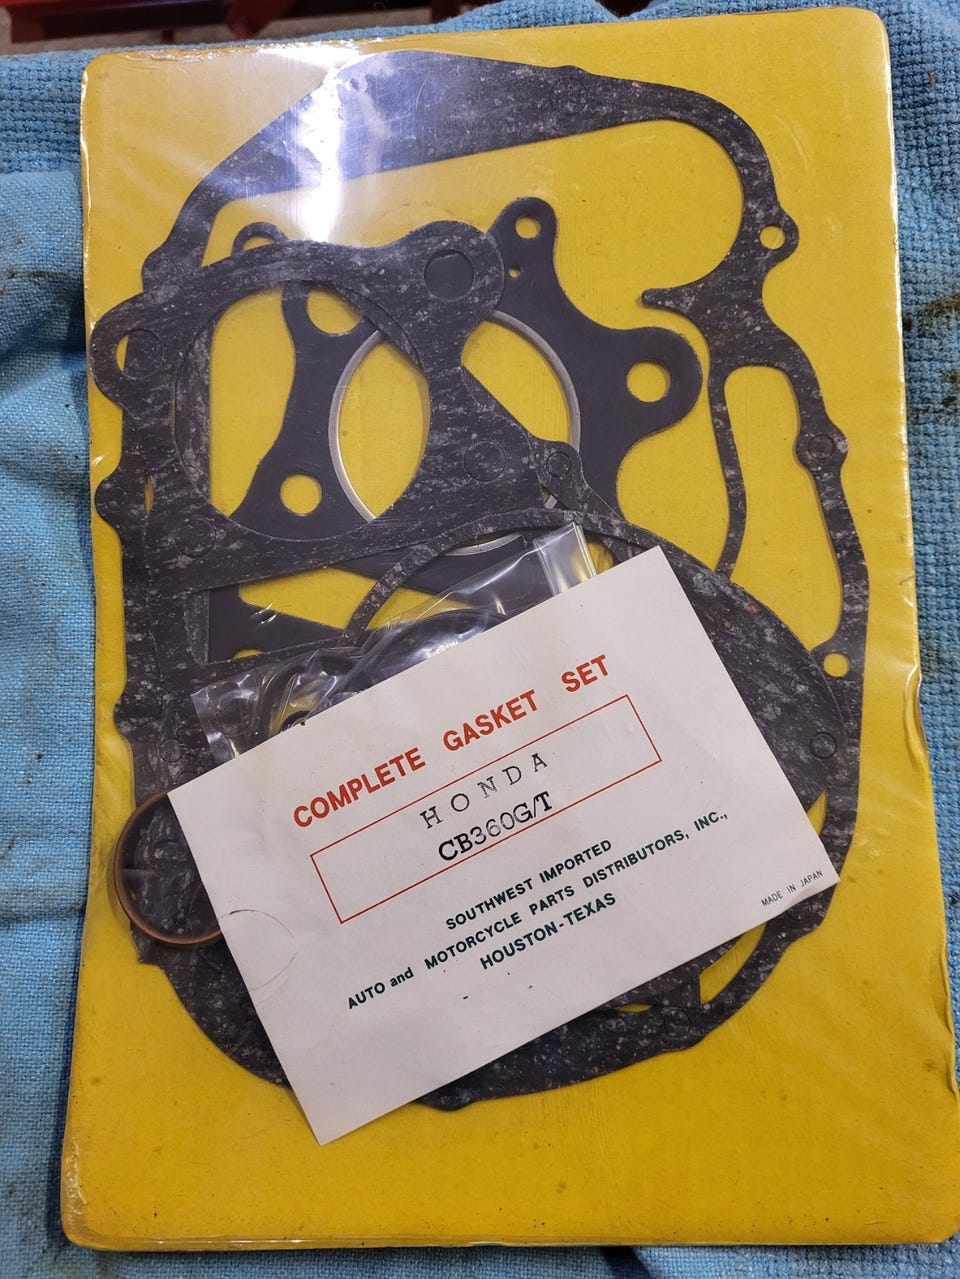 COMPLETE GASKET SET
HONDA
CB360G/T
SOUTHWEST IMPORTED
AUTO and MOTORCYCLE PARTS DISTRIBUTORS, INC.,
HOUSTON-TEXAS
MADE IN JAPAN